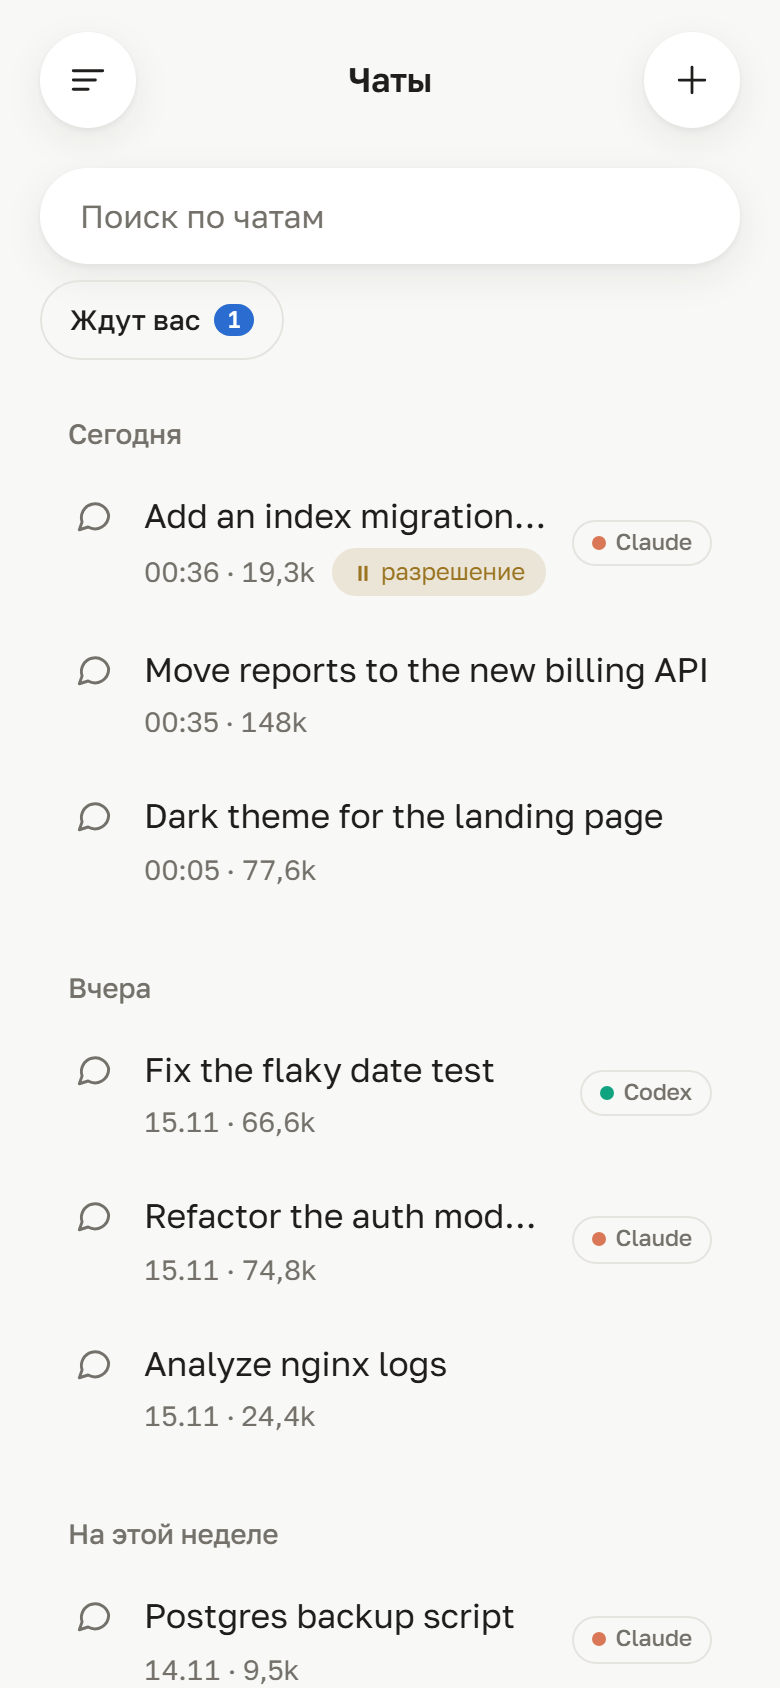 Чаты
Поиск по чатам
Ждут вас 1
Сегодня
Add an index migration…
Claude
00:36 · 19,3k разрешение
Move reports to the new billing API
00:35 · 148k
Dark theme for the landing page
00:05 · 77,6k
Вчера
Fix the flaky date test
Codex
15.11 · 66,6k
Refactor the auth mod…
Claude
15.11 · 74,8k
Analyze nginx logs
15.11 · 24,4k
На этой неделе
Postgres backup script
Claude
14.11 · 9,5k